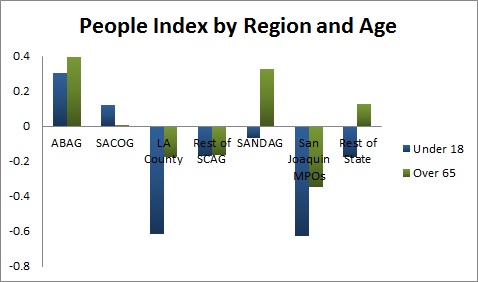 People Index by Region and Age
0.4
0.2
0
-0.2
-0.4
-0.6
-0.8
ABAG
SACOG
LA
County
Rest of
SCAG
SANDAG
San
Joaquin
MPOs
Rest of
State
Under 18
Over 65